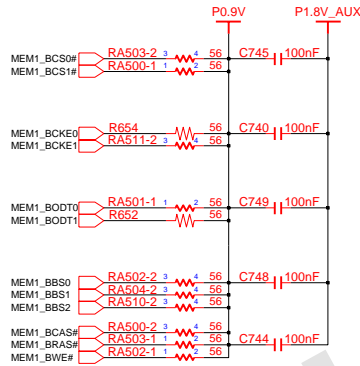 P0.9V P1.8V_AUX
MEM1_BCS0# RA503-2 3 4 56 C745 100nF
MEM1_BCS1# RA500-1 1 2 56
MEM1_BCKE0 R654 56 C740 100nF
MEM1_BCKE1 RA511-2 3 4 56
MEM1_BODT0 RA501-1 1 2 56 C749 100nF
MEM1_BODT1 R652 56
MEM1_BBS0 RA502-2 3 4 56 C748 100nF
MEM1_BBS1 RA504-2 3 4 56
MEM1_BBS2 RA510-2 3 4 56
MEM1_BCAS# RA500-2 3 4 56
MEM1_BRAS# RA503-1 1 2 56 C744 100nF
MEM1_BWE# RA502-1 1 2 56